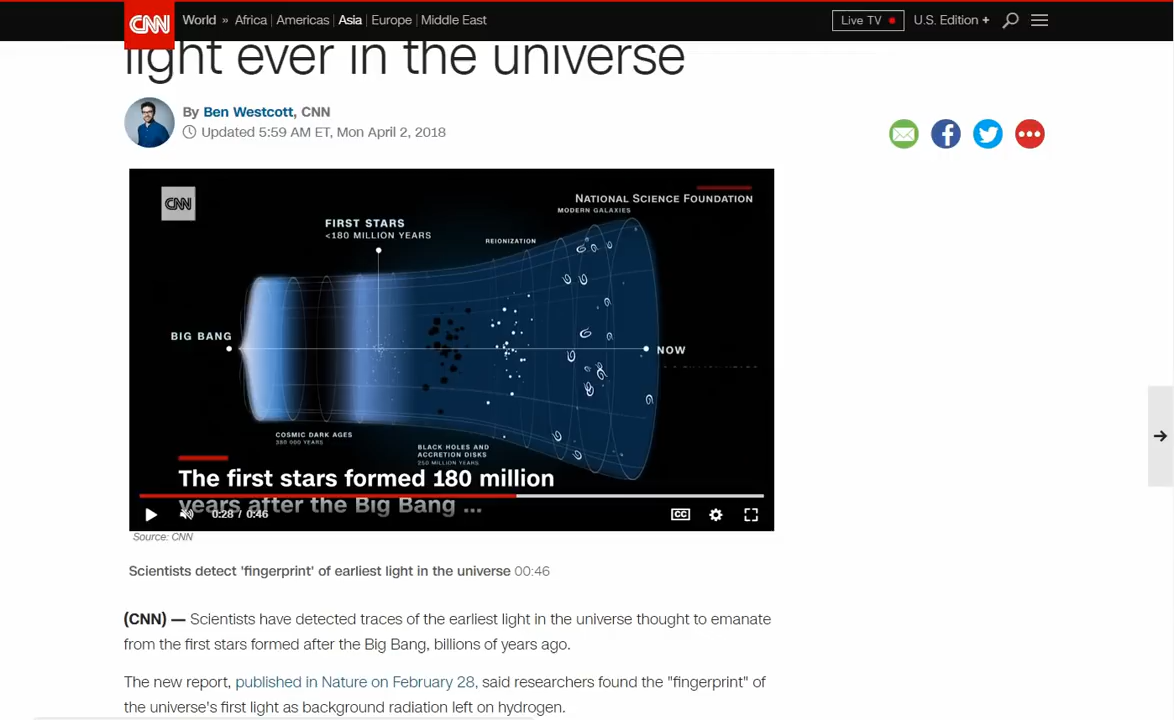 CNN
World » Africa | Americas | Asia | Europe | Middle East
Live TV
U.S. Edition +
light ever in the universe
By Ben Westcott, CNN
Updated 5:59 AM ET, Mon April 2, 2018
CNN
NATIONAL SCIENCE FOUNDATION
MODERN GALAXIES
FIRST STARS
<180 MILLION YEARS
REIONIZATION
BIG BANG
NOW
COSMIC DARK AGES
380 000 YEARS
BLACK HOLES AND
ACCRETION DISKS
250 MILLION YEARS
The first stars formed 180 million
years after the Big Bang ...
0:28 / 0:46
CC
Source: CNN
Scientists detect 'fingerprint' of earliest light in the universe 00:46
(CNN) — Scientists have detected traces of the earliest light in the universe thought to emanate
from the first stars formed after the Big Bang, billions of years ago.
The new report, published in Nature on February 28, said researchers found the "fingerprint" of
the universe's first light as background radiation left on hydrogen.